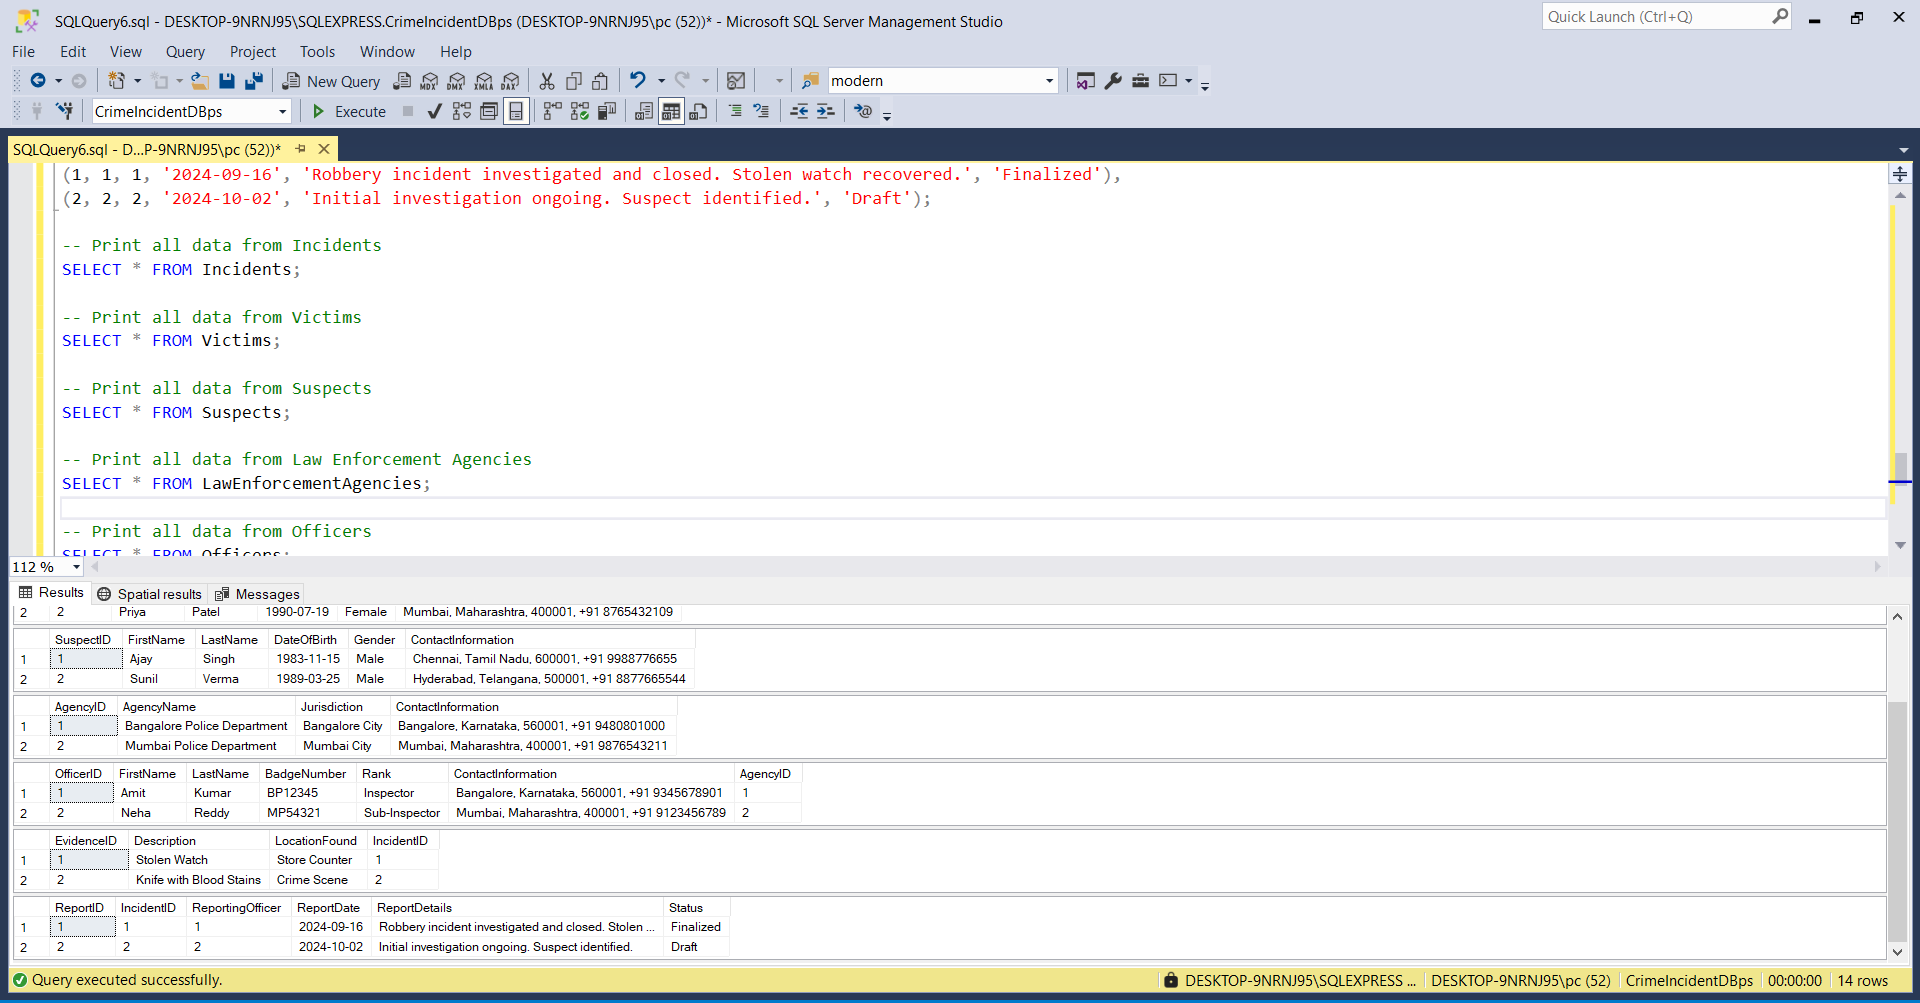 SQLQuery6.sql - DESKTOP-9NRNJ95\SQLEXPRESS.CrimeIncidentDBps (DESKTOP-9NRNJ95\pc (52))* - Microsoft SQL Server Management Studio
Quick Launch (Ctrl+Q)
File Edit View Query Project Tools Window Help
New Query MDX DMX XMLA DAX modern
CrimeIncidentDBps Execute
SQLQuery6.sql - D...P-9NRNJ95\pc (52))*
(1, 1, 1, '2024-09-16', 'Robbery incident investigated and closed. Stolen watch recovered.', 'Finalized'),
(2, 2, 2, '2024-10-02', 'Initial investigation ongoing. Suspect identified.', 'Draft');
-- Print all data from Incidents
SELECT * FROM Incidents;
-- Print all data from Victims
SELECT * FROM Victims;
-- Print all data from Suspects
SELECT * FROM Suspects;
-- Print all data from Law Enforcement Agencies
SELECT * FROM LawEnforcementAgencies;
-- Print all data from Officers
SELECT * FROM Officers;
112 %
Results Spatial results Messages
2 2 Priya Patel 1990-07-19 Female Mumbai, Maharashtra, 400001, +91 8765432109
SuspectID FirstName LastName DateOfBirth Gender ContactInformation
1 1 Ajay Singh 1983-11-15 Male Chennai, Tamil Nadu, 600001, +91 9988776655
2 2 Sunil Verma 1989-03-25 Male Hyderabad, Telangana, 500001, +91 8877665544
AgencyID AgencyName Jurisdiction ContactInformation
1 1 Bangalore Police Department Bangalore City Bangalore, Karnataka, 560001, +91 9480801000
2 2 Mumbai Police Department Mumbai City Mumbai, Maharashtra, 400001, +91 9876543211
OfficerID FirstName LastName BadgeNumber Rank ContactInformation AgencyID
1 1 Amit Kumar BP12345 Inspector Bangalore, Karnataka, 560001, +91 9345678901 1
2 2 Neha Reddy MP54321 Sub-Inspector Mumbai, Maharashtra, 400001, +91 9123456789 2
EvidenceID Description LocationFound IncidentID
1 1 Stolen Watch Store Counter 1
2 2 Knife with Blood Stains Crime Scene 2
ReportID IncidentID ReportingOfficer ReportDate ReportDetails Status
1 1 1 1 2024-09-16 Robbery incident investigated and closed. Stolen ... Finalized
2 2 2 2 2024-10-02 Initial investigation ongoing. Suspect identified. Draft
Query executed successfully. DESKTOP-9NRNJ95\SQLEXPRESS ... DESKTOP-9NRNJ95\pc (52) CrimeIncidentDBps 00:00:00 14 rows